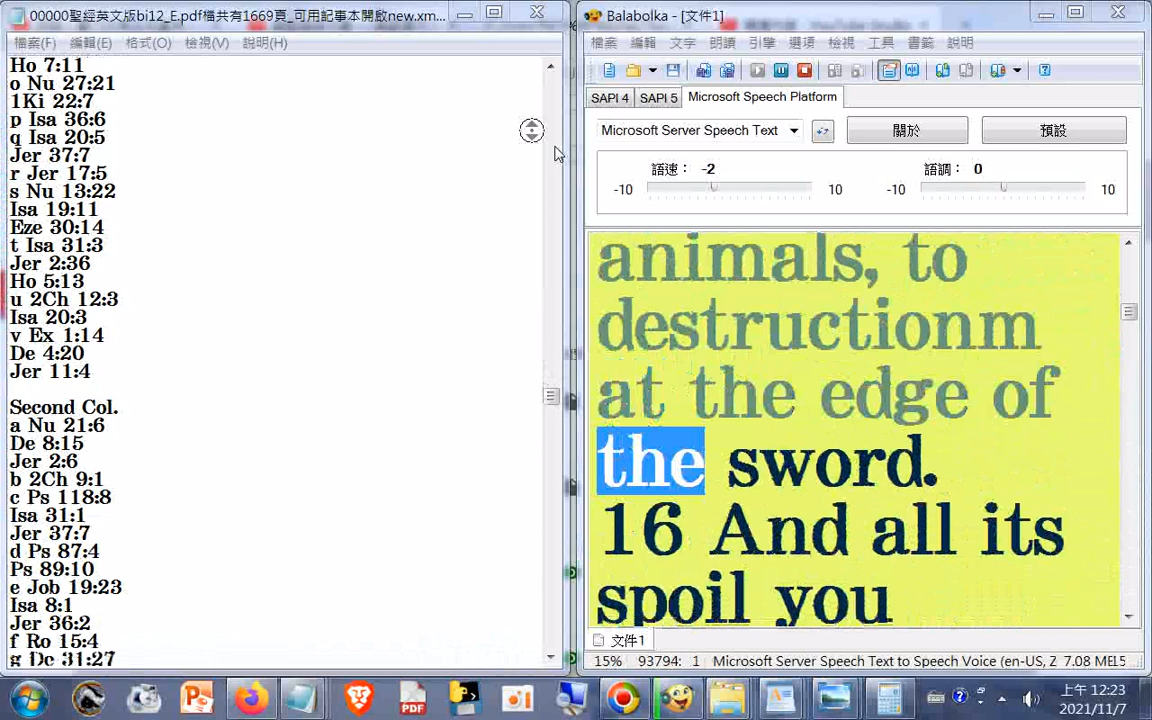 00000聖經英文版bi12_E.pdf檔共有1669頁_可用記事本開啟new.xm...
檔案(F) 編輯(E) 格式(O) 檢視(V) 說明(H)
Ho 7:11
o Nu 27:21
1Ki 22:7
p Isa 36:6
q Isa 20:5
Jer 37:7
r Jer 17:5
s Nu 13:22
Isa 19:11
Eze 30:14
t Isa 31:3
Jer 2:36
Ho 5:13
u 2Ch 12:3
Isa 20:3
v Ex 1:14
De 4:20
Jer 11:4
Second Col.
a Nu 21:6
De 8:15
Jer 2:6
b 2Ch 9:1
c Ps 118:8
Isa 31:1
Jer 37:7
d Ps 87:4
Ps 89:10
e Job 19:23
Isa 8:1
Jer 36:2
f Ro 15:4
g De 31:27
Balabolka - [文件1]
檔案 編輯 文字 朗讀 引擎 選項 檢視 工具 書籤 說明
SAPI 4 SAPI 5 Microsoft Speech Platform
Microsoft Server Speech Text 關於 預設
語速： -2 語調： 0
-10 10 -10 10
animals, to
destructionm
at the edge of
the sword.
16 And all its
spoil you
文件1
15% 93794: 1 Microsoft Server Speech Text to Speech Voice (en-US, Z 7.08 MB
PDF
上午 12:23
2021/11/7